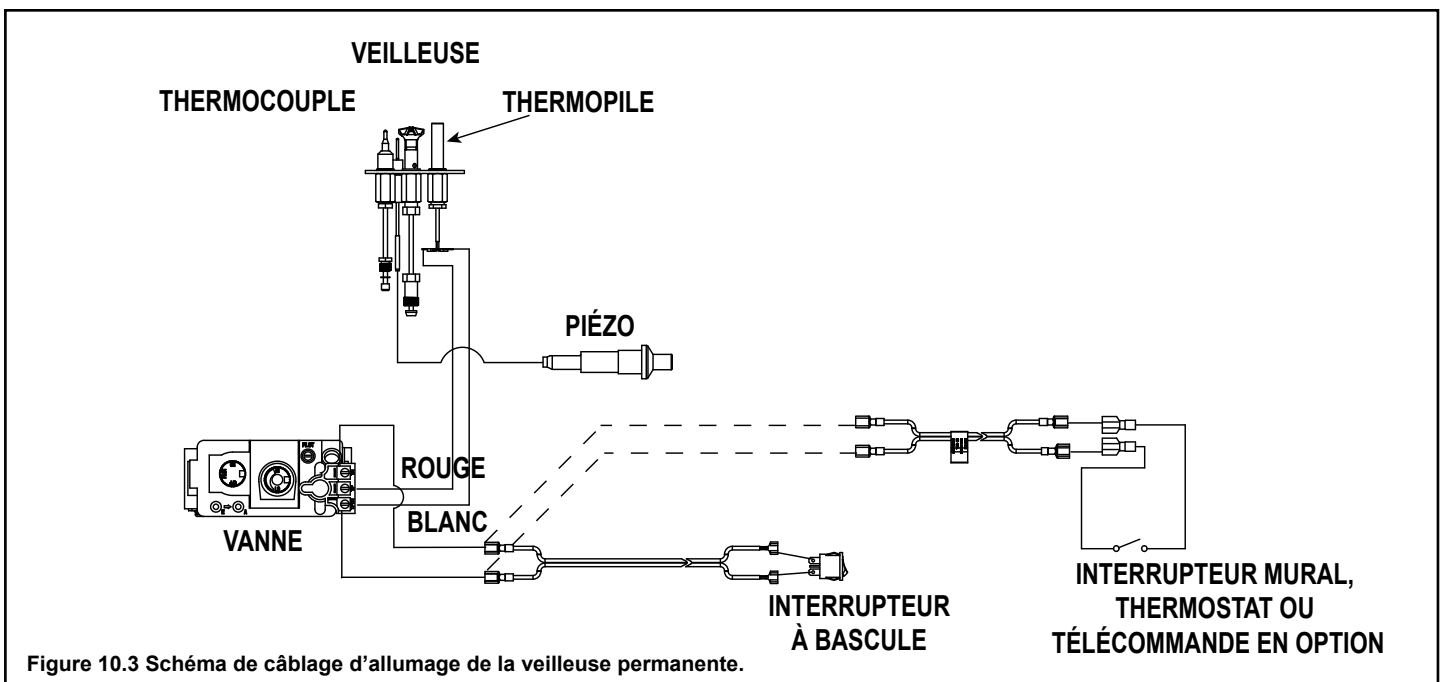 VEILLEUSE
THERMOCOUPLE
THERMOPILE
PIÉZO
ROUGE
BLANC
VANNE
INTERRUPTEUR
À BASCULE
INTERRUPTEUR MURAL,
THERMOSTAT OU
TÉLÉCOMMANDE EN OPTION
Figure 10.3 Schéma de câblage d'allumage de la veilleuse permanente.